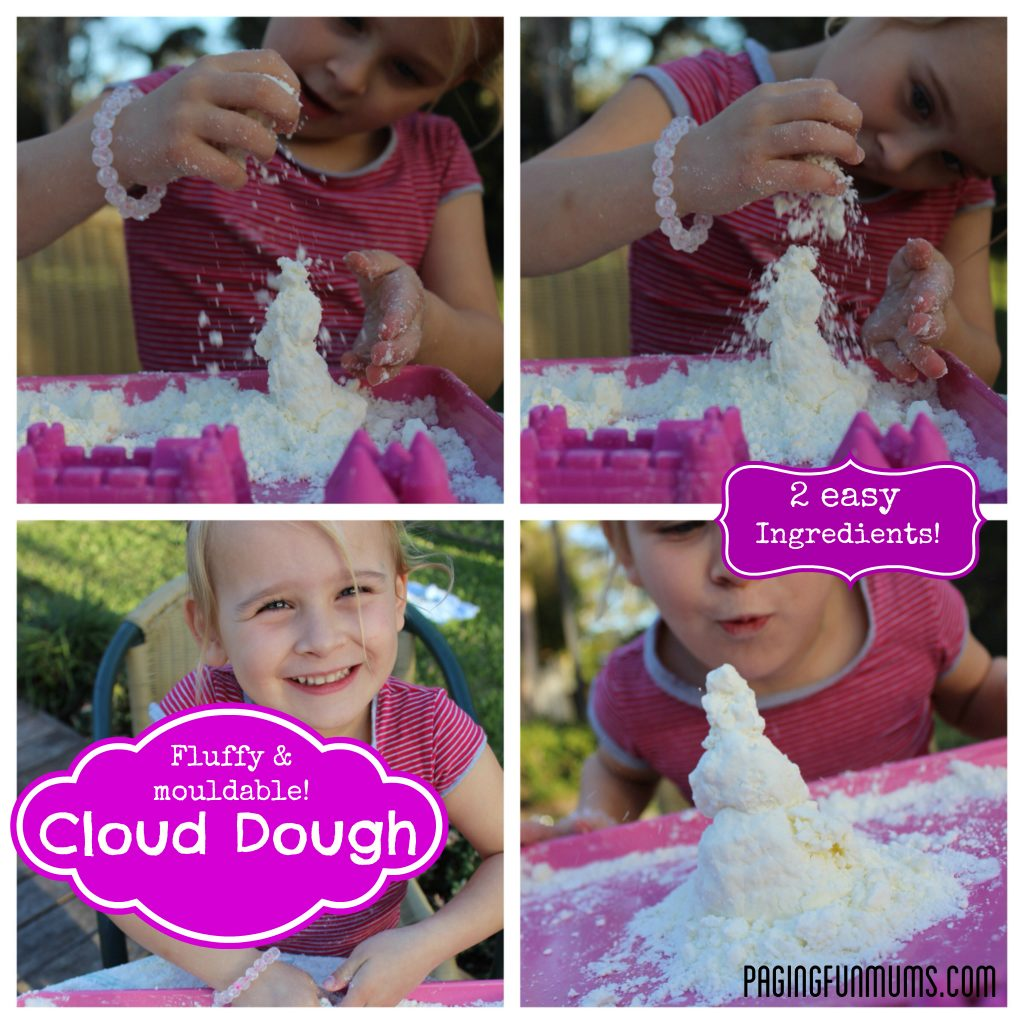 2 easy
Ingredients!
Fluffy &
mouldable!
Cloud Dough
PAGINGFUNMUMS.COM